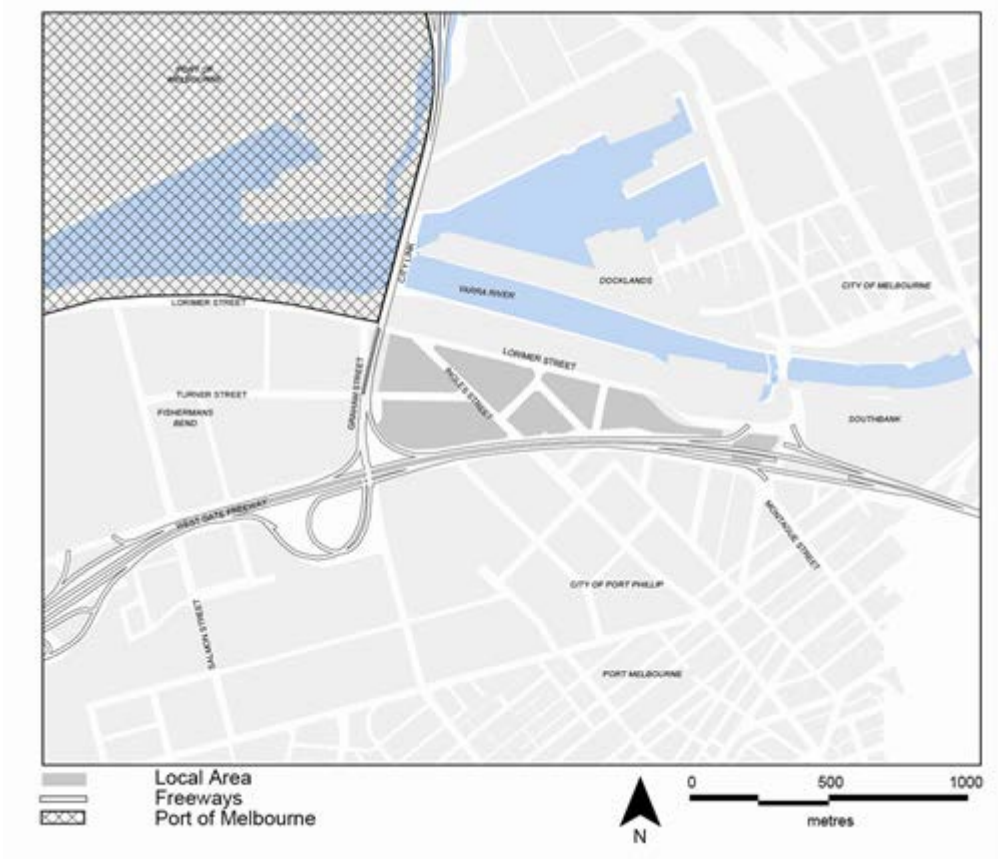 PORT OF
MELBOURNE
CITY LINK
YARRA RIVER
DOCKLANDS
CITY OF MELBOURNE
LORIMER STREET
LORIMER STREET
GRAHAM STREET
INGLES STREET
TURNER STREET
FISHERMANS
BEND
SOUTHBANK
WEST GATE FREEWAY
MONTAGUE STREET
CITY OF PORT PHILLIP
SALMON STREET
PORT MELBOURNE
Local Area
Freeways
Port of Melbourne
N
0 500 1000
metres